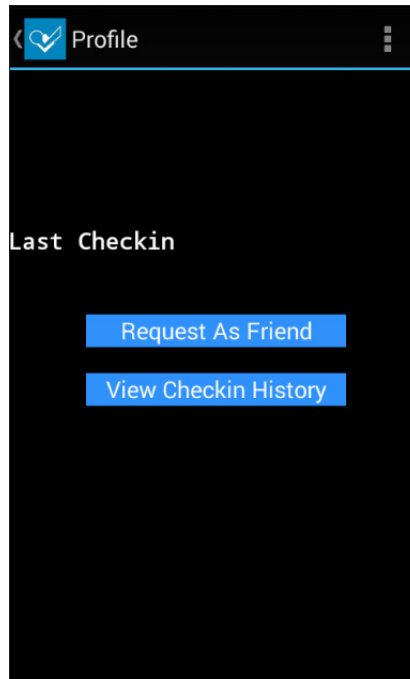 Profile
Last Checkin
Request As Friend
View Checkin History